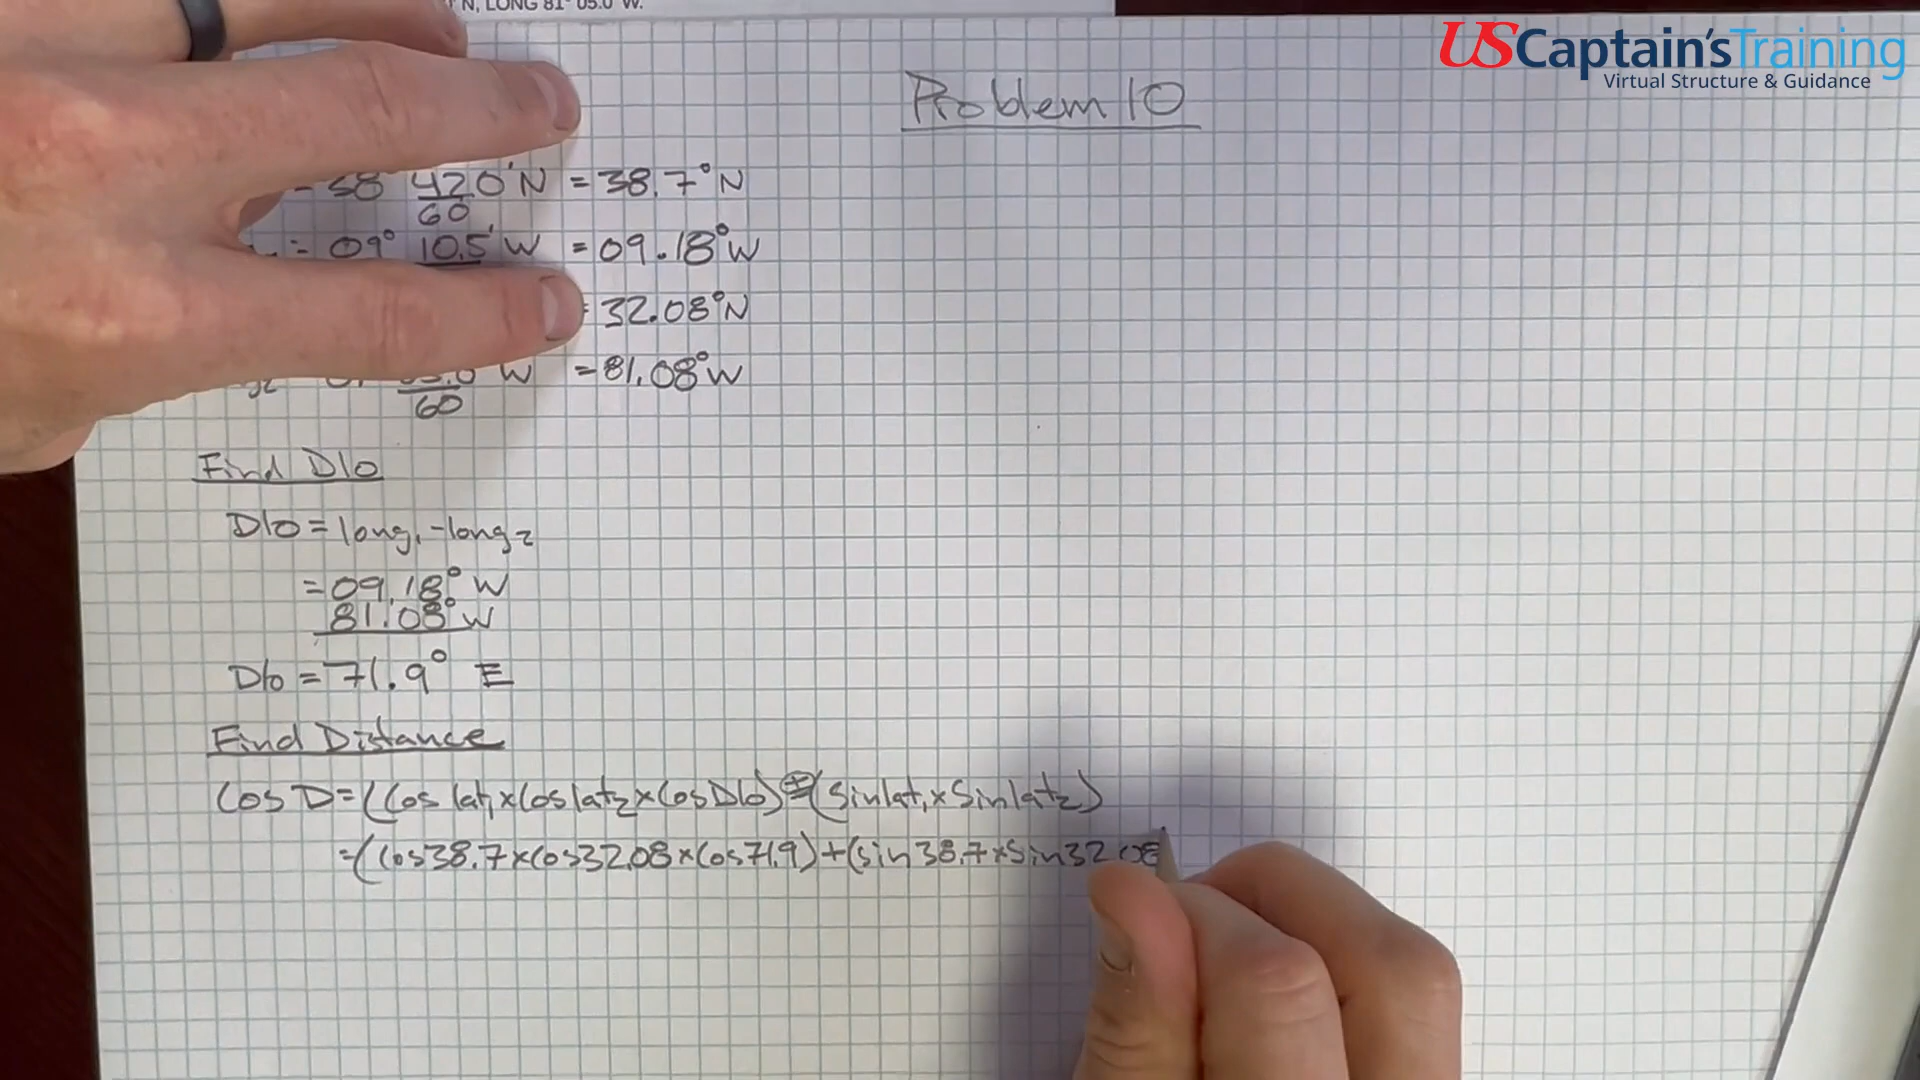 N, LONG 81° 05.0' W.
USCaptain'sTraining
Virtual Structure & Guidance
Problem 10
= 38° 42.0'N = 38.7°N
60
= 09° 10.5'W = 09.18°W
= 32.08°N
W = 81.08°W
60
Find Dlo
Dlo = long₁ - long₂
= 09.18° W
81.08° W
Dlo = 71.9° E
Find Distance
Cos D = (Cos lat₁ x Cos lat₂ x Cos Dlo) ± (Sin lat₁ x Sin lat₂)
= (Cos 38.7 x Cos 32.08 x Cos 71.9) + (Sin 38.7 x Sin 32.08